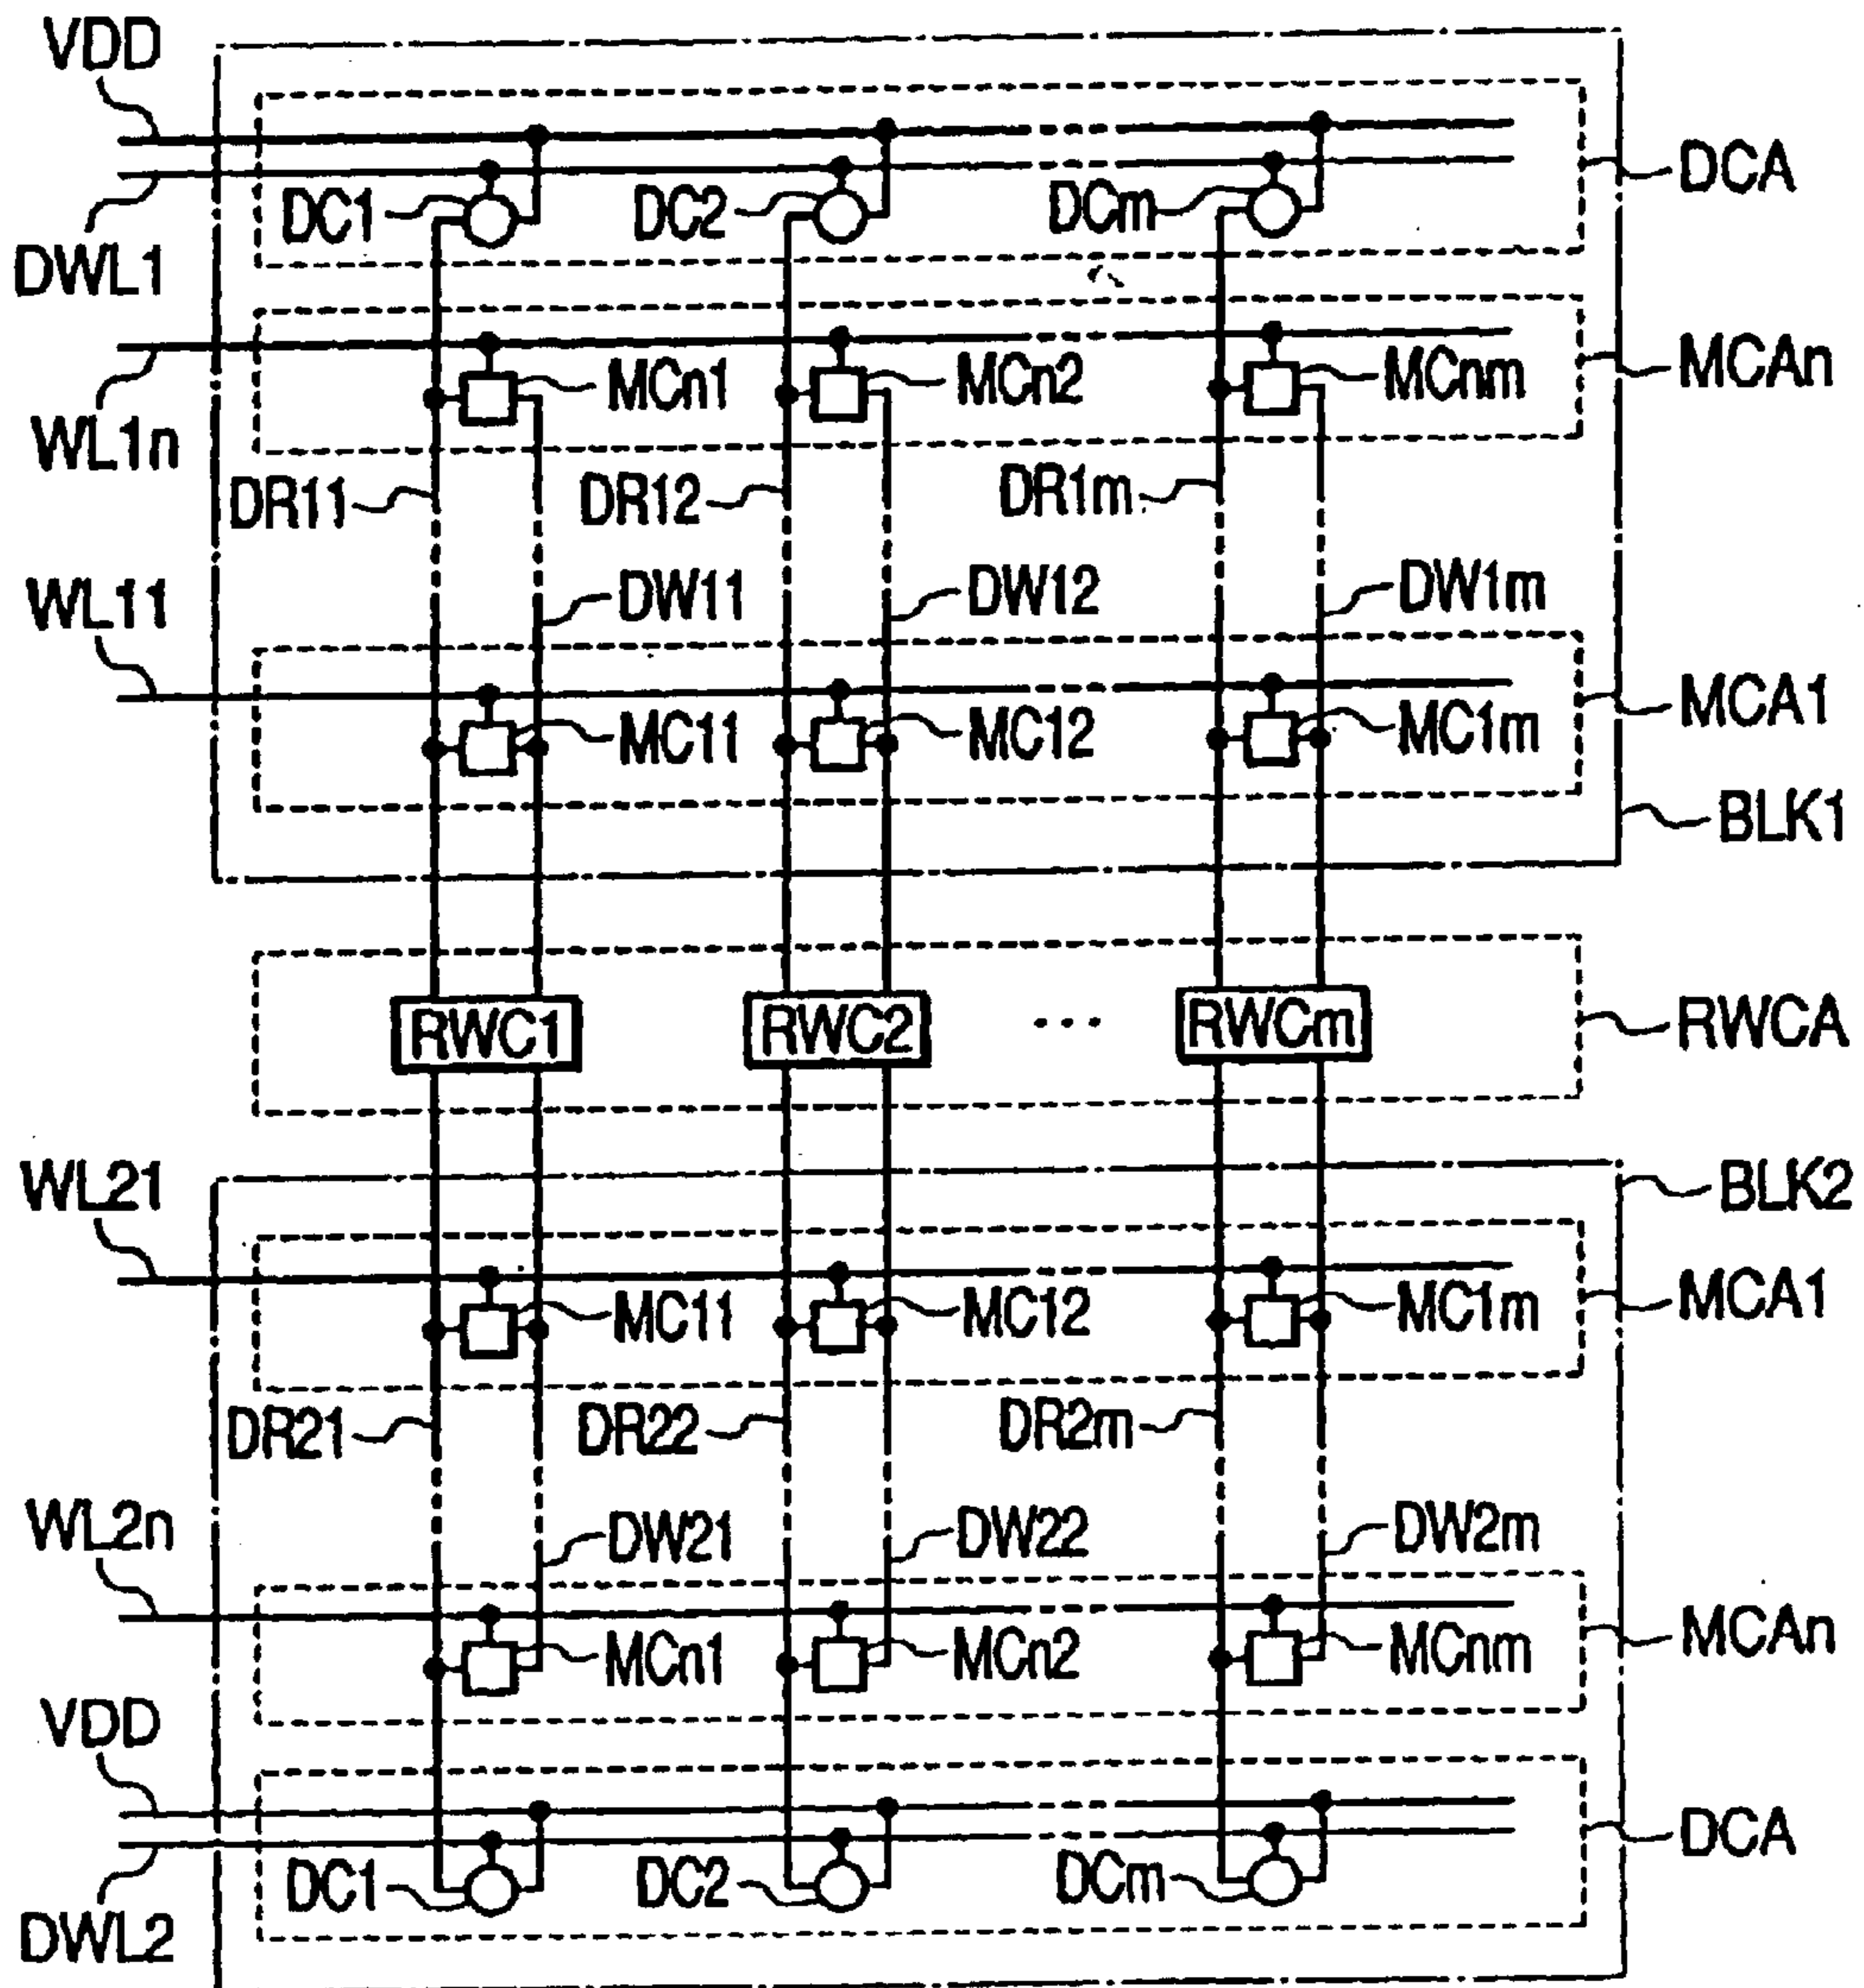 VDD
DCA
DC1 DC2 DCm
DWL1
MCn1 MCn2 MCnm MCAn
WL1n
DR11 DR12 DR1m
WL11 DW11 DW12 DW1m
MC11 MC12 MC1m MCA1
BLK1
RWC1 RWC2 ... RWCm RWCA
WL21 BLK2
MC11 MC12 MC1m MCA1
DR21 DR22 DR2m
WL2n DW21 DW22 DW2m
MCn1 MCn2 MCnm MCAn
VDD
DCA
DC1 DC2 DCm
DWL2